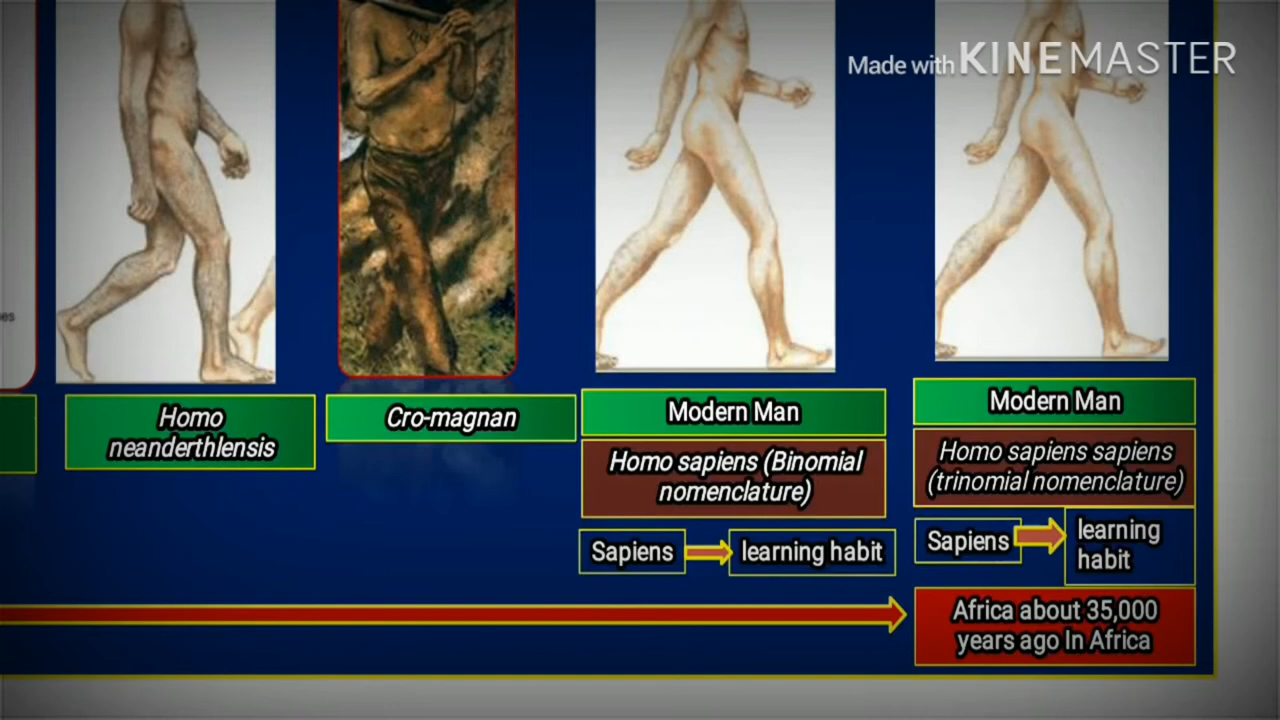 Made with KINEMASTER
es
Homo
neanderthlensis
Cro-magnan
Modern Man
Homo sapiens (Binomial
nomenclature)
Sapiens
learning habit
Modern Man
Homo sapiens sapiens
(trinomial nomenclature)
Sapiens
learning
habit
Africa about 35,000
years ago In Africa